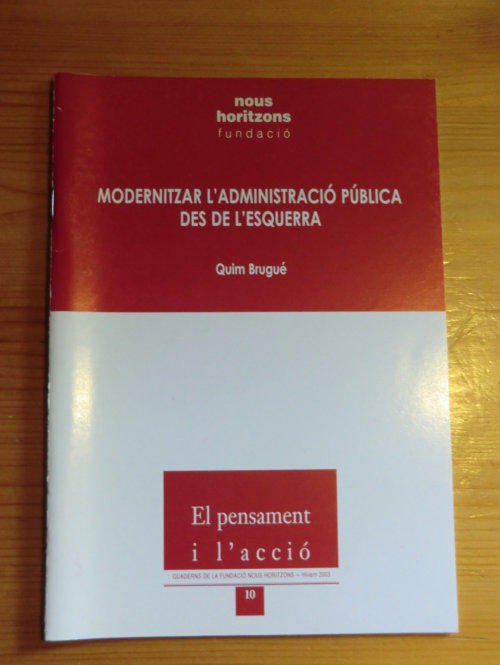 nous
horitzons
fundació
MODERNITZAR L'ADMINISTRACIÓ PÚBLICA
DES DE L'ESQUERRA
Quim Brugué
El pensament
i l'acció
QUADERNS DE LA FUNDACIÓ NOUS HORITZONS • Hivern 2003
10